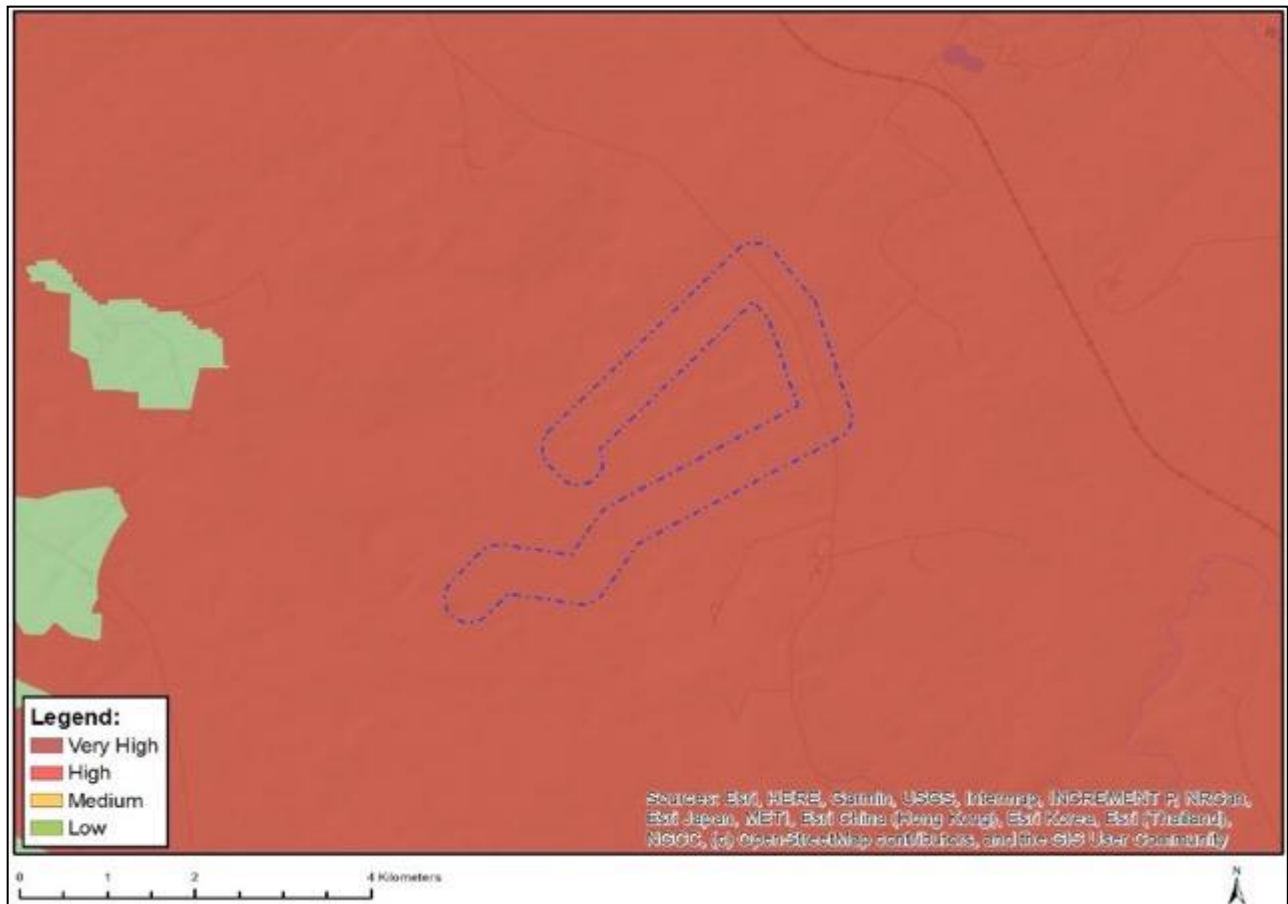 Legend:
Very High
High
Medium
Low
Sources: Esri, HERE, Garmin, USGS, Intermap, INCREMENT P, NRCan,
Esri Japan, METI, Esri China (Hong Kong), Esri Korea, Esri (Thailand),
NGCC, (c) OpenStreetMap contributors, and the GIS User Community
0 1 2 4 Kilometers
N